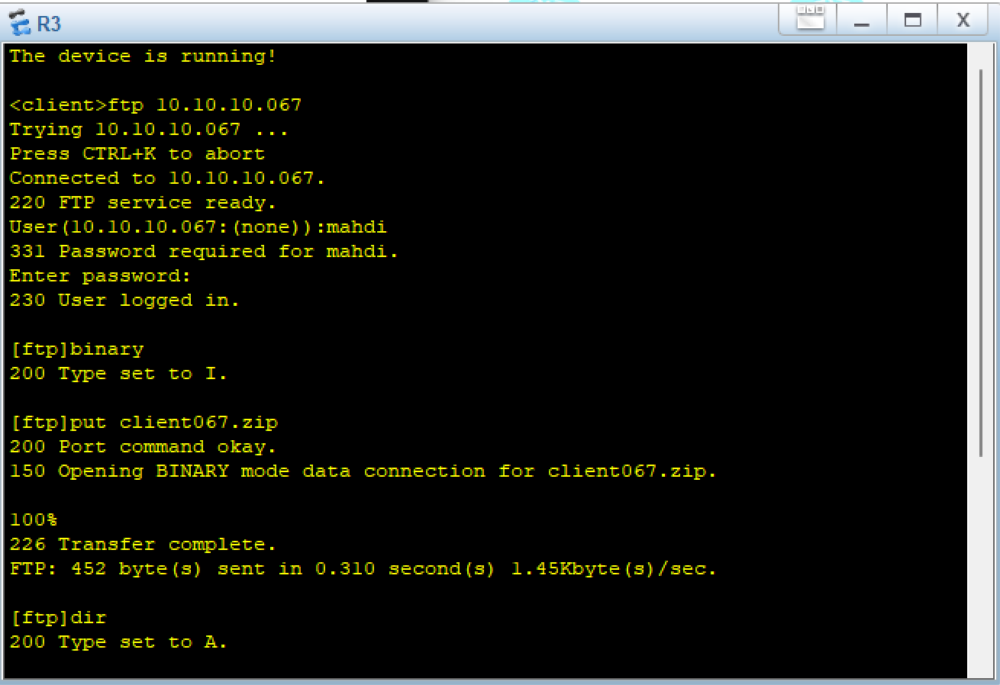 R3
X
The device is running!
<client>ftp 10.10.10.067
Trying 10.10.10.067 ...
Press CTRL+K to abort
Connected to 10.10.10.067.
220 FTP service ready.
User(10.10.10.067:(none)):mahdi
331 Password required for mahdi.
Enter password:
230 User logged in.
[ftp]binary
200 Type set to I.
[ftp]put client067.zip
200 Port command okay.
150 Opening BINARY mode data connection for client067.zip.
100%
226 Transfer complete.
FTP: 452 byte(s) sent in 0.310 second(s) 1.45Kbyte(s)/sec.
[ftp]dir
200 Type set to A.